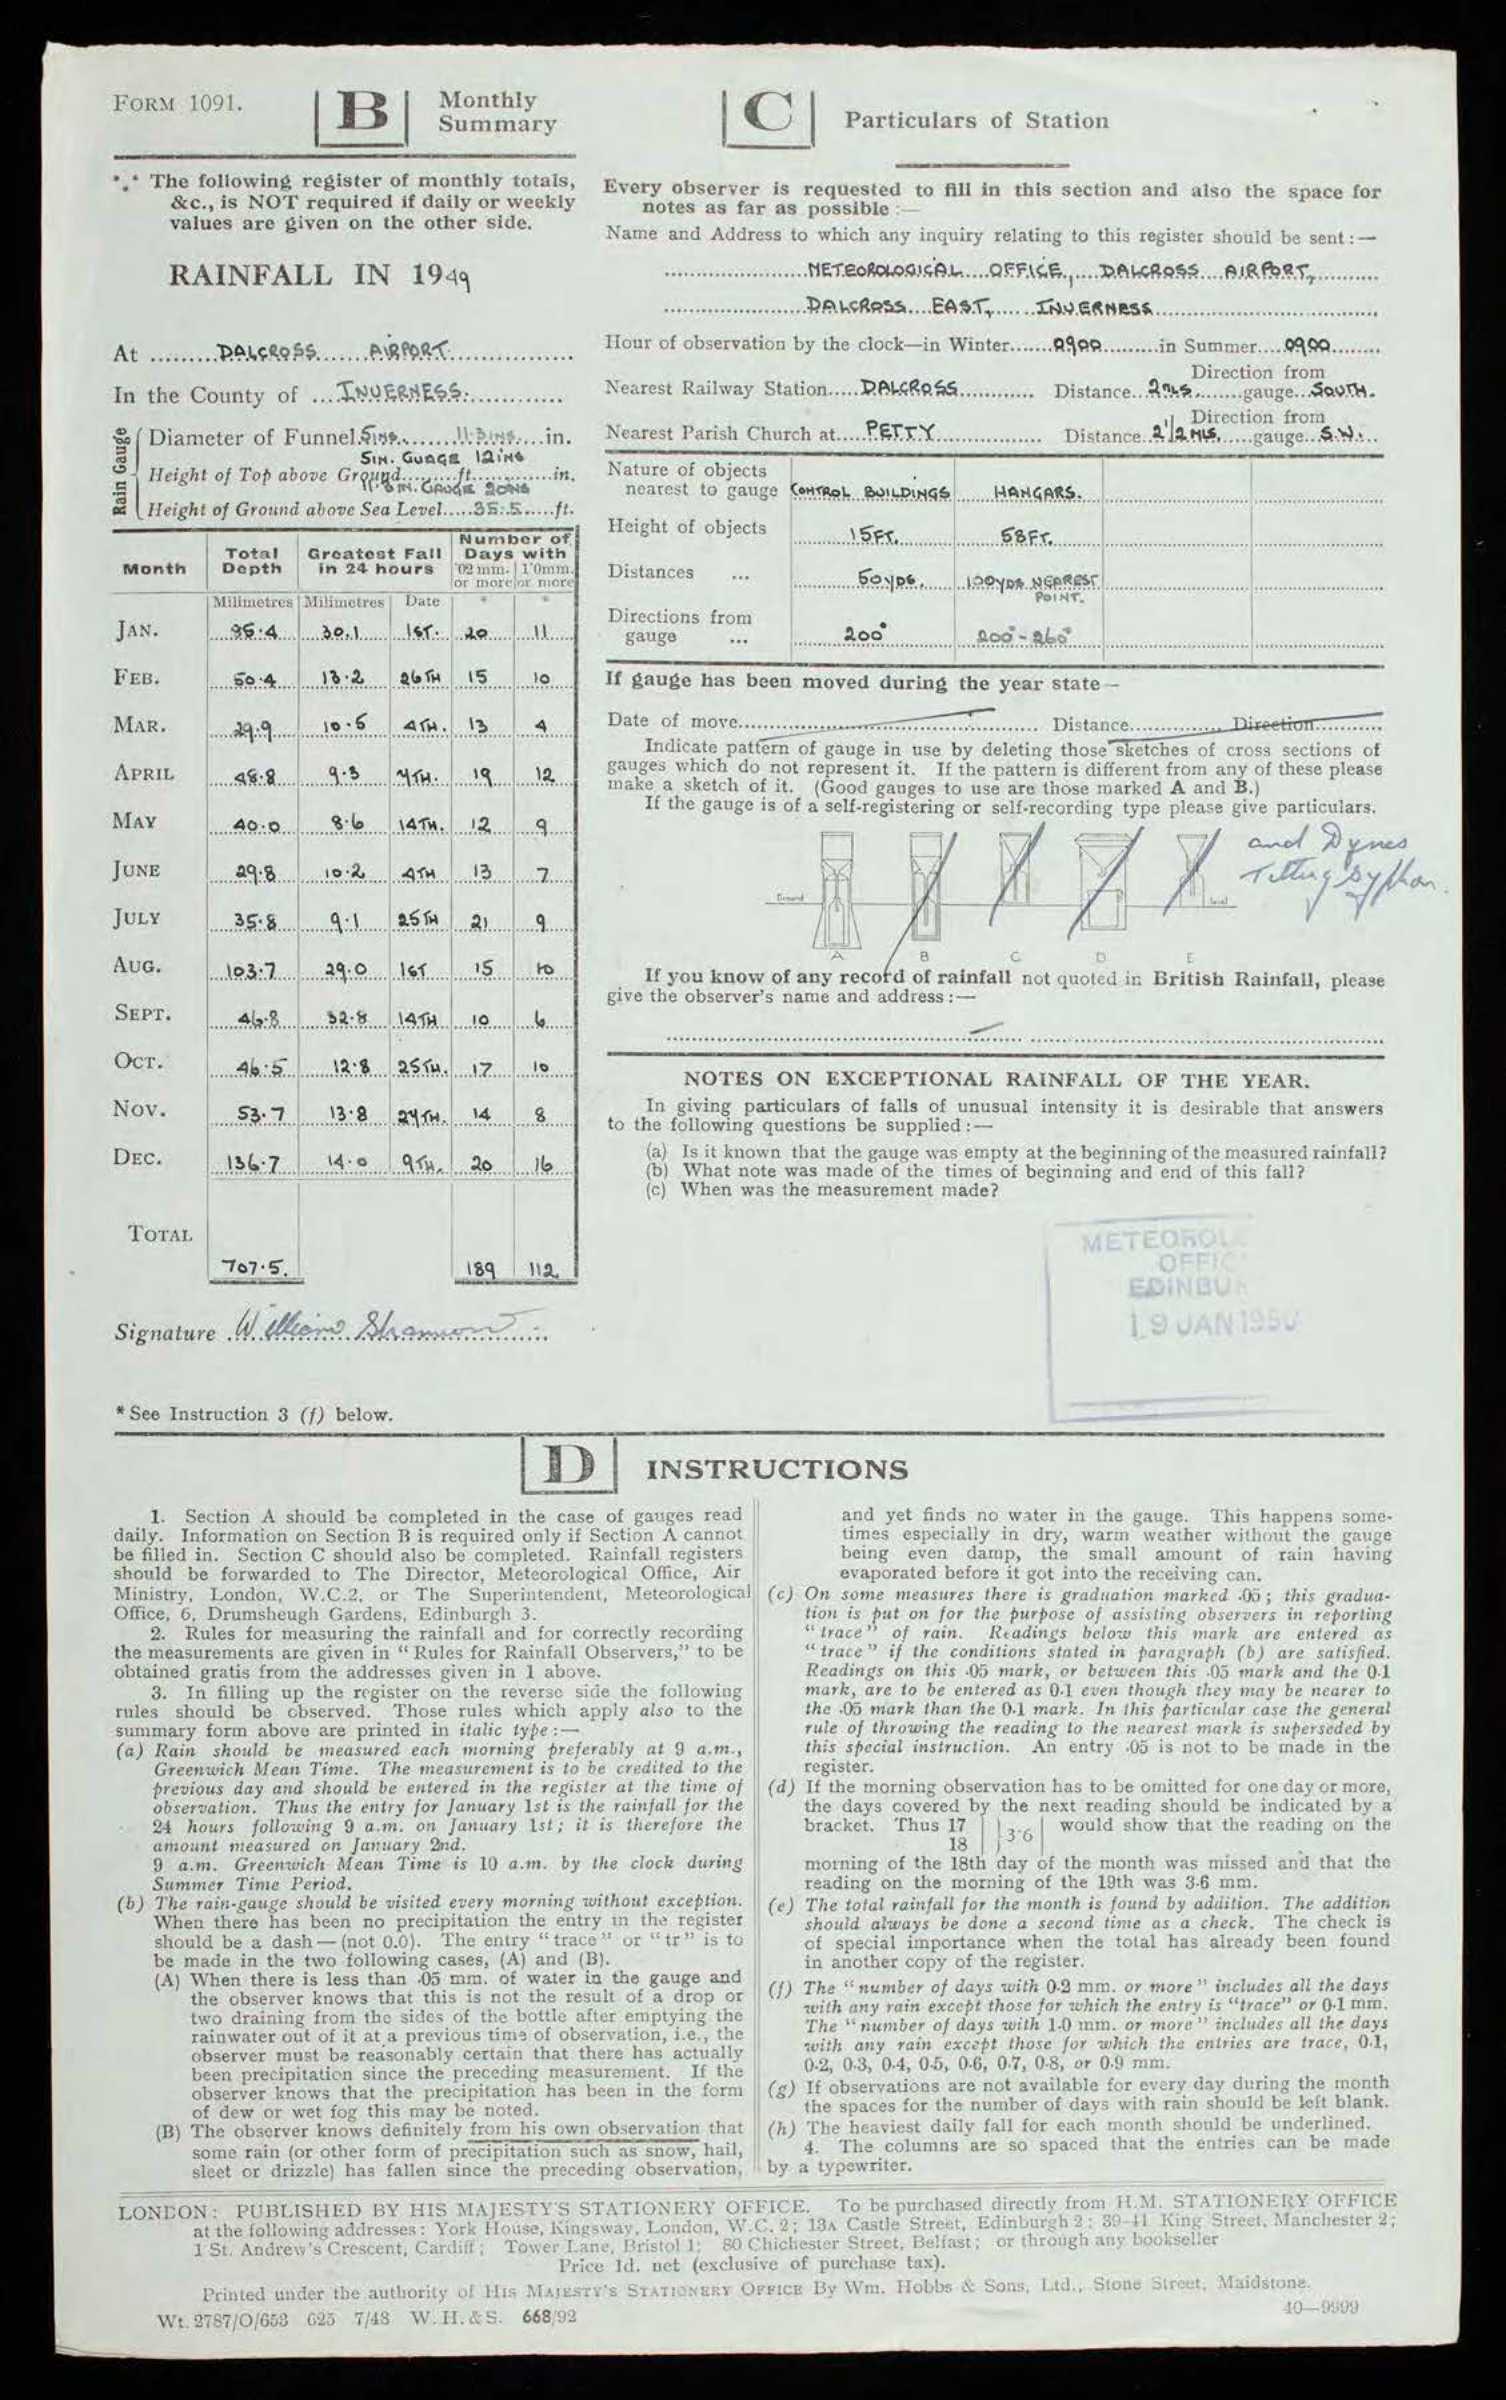 FORM 1091.
B
Monthly
Summary
*** The following register of monthly totals,
&c., is NOT required if daily or weekly
values are given on the other side.
RAINFALL IN 1949
At DALCROSS AIRPORT.
In the County of INVERNESS.
Rain Gauge
Diameter of Funnel 5INS. 11.3INS. in.
5IN. GUAGE 12INS
Height of Top above Ground ft. in.
11.3IN. GAUGE 20INS
Height of Ground above Sea Level 35.5 ft.
Month Total Depth Greatest Fall in 24 hours Number of Days with
·02 mm. or more 1·0mm. or more
Milimetres Milimetres Date * *
JAN. 95.4 30.1 1ST. 20 11
FEB. 50.4 13.2 26TH 15 10
MAR. 29.9 10.5 4TH. 13 4
APRIL 48.8 9.3 7TH. 19 12
MAY 40.0 8.6 14TH. 12 9
JUNE 29.8 10.2 4TH 13 7
JULY 35.8 9.1 25TH 21 9
AUG. 103.7 29.0 1ST 15 10
SEPT. 46.8 32.8 14TH 10 6
OCT. 46.5 12.8 25TH. 17 10
NOV. 53.7 13.8 27TH. 14 8
DEC. 136.7 14.0 9TH. 20 16
TOTAL 707.5. 189 112
Signature William Shannon
* See Instruction 3 (f) below.
C
Particulars of Station
Every observer is requested to fill in this section and also the space for
notes as far as possible :—
Name and Address to which any inquiry relating to this register should be sent :—
METEOROLOGICAL OFFICE, DALCROSS AIRPORT,
DALCROSS EAST, INVERNESS
Hour of observation by the clock—in Winter 0900 in Summer 0900
Nearest Railway Station DALCROSS Distance 2 MLS Direction from gauge SOUTH.
Nearest Parish Church at PETTY Distance 2 1/2 MLS. Direction from gauge S.W.
Nature of objects
nearest to gauge CONTROL BUILDINGS HANGARS.
Height of objects 15FT. 58FT.
Distances ... 50YDS. 100YDS NEAREST
POINT.
Directions from
gauge ... 200° 200° - 260°
If gauge has been moved during the year state—
Date of move Distance Direction
Indicate pattern of gauge in use by deleting those sketches of cross sections of
gauges which do not represent it. If the pattern is different from any of these please
make a sketch of it. (Good gauges to use are those marked A and B.)
If the gauge is of a self-registering or self-recording type please give particulars.
and Dynes
Tilting Syphon.
Ground Level
A B C D E
If you know of any record of rainfall not quoted in British Rainfall, please
give the observer's name and address :—
NOTES ON EXCEPTIONAL RAINFALL OF THE YEAR.
In giving particulars of falls of unusual intensity it is desirable that answers
to the following questions be supplied :—
(a) Is it known that the gauge was empty at the beginning of the measured rainfall?
(b) What note was made of the times of beginning and end of this fall?
(c) When was the measurement made?
METEOROL
OFFIC
EDINBU
19 JAN 1950
D
INSTRUCTIONS
1. Section A should be completed in the case of gauges read
daily. Information on Section B is required only if Section A cannot
be filled in. Section C should also be completed. Rainfall registers
should be forwarded to The Director, Meteorological Office, Air
Ministry, London, W.C.2, or The Superintendent, Meteorological
Office, 6, Drumsheugh Gardens, Edinburgh 3.
2. Rules for measuring the rainfall and for correctly recording
the measurements are given in “ Rules for Rainfall Observers,” to be
obtained gratis from the addresses given in 1 above.
3. In filling up the register on the reverse side the following
rules should be observed. Those rules which apply also to the
summary form above are printed in italic type :—
(a) Rain should be measured each morning preferably at 9 a.m.,
Greenwich Mean Time. The measurement is to be credited to the
previous day and should be entered in the register at the time of
observation. Thus the entry for January 1st is the rainfall for the
24 hours following 9 a.m. on January 1st; it is therefore the
amount measured on January 2nd.
9 a.m. Greenwich Mean Time is 10 a.m. by the clock during
Summer Time Period.
(b) The rain-gauge should be visited every morning without exception.
When there has been no precipitation the entry in the register
should be a dash — (not 0.0). The entry “ trace ” or “ tr ” is to
be made in the two following cases, (A) and (B).
(A) When there is less than ·05 mm. of water in the gauge and
the observer knows that this is not the result of a drop or
two draining from the sides of the bottle after emptying the
rainwater out of it at a previous time of observation, i.e., the
observer must be reasonably certain that there has actually
been precipitation since the preceding measurement. If the
observer knows that the precipitation has been in the form
of dew or wet fog this may be noted.
(B) The observer knows definitely from his own observation that
some rain (or other form of precipitation such as snow, hail,
sleet or drizzle) has fallen since the preceding observation,
and yet finds no water in the gauge. This happens some-
times especially in dry, warm weather without the gauge
being even damp, the small amount of rain having
evaporated before it got into the receiving can.
(c) On some measures there is graduation marked ·05 ; this gradua-
tion is put on for the purpose of assisting observers in reporting
“ trace ” of rain. Readings below this mark are entered as
“ trace ” if the conditions stated in paragraph (b) are satisfied.
Readings on this ·05 mark, or between this ·05 mark and the 0·1
mark, are to be entered as 0·1 even though they may be nearer to
the ·05 mark than the 0·1 mark. In this particular case the general
rule of throwing the reading to the nearest mark is superseded by
this special instruction. An entry ·05 is not to be made in the
register.
(d) If the morning observation has to be omitted for one day or more,
the days covered by the next reading should be indicated by a
bracket. Thus 17
18 } 3·6 would show that the reading on the
morning of the 18th day of the month was missed and that the
reading on the morning of the 19th was 3·6 mm.
(e) The total rainfall for the month is found by addition. The addition
should always be done a second time as a check. The check is
of special importance when the total has already been found
in another copy of the register.
(f) The “ number of days with 0·2 mm. or more ” includes all the days
with any rain except those for which the entry is “trace” or 0·1 mm.
The “ number of days with 1·0 mm. or more ” includes all the days
with any rain except those for which the entries are trace, 0·1,
0·2, 0·3, 0·4, 0·5, 0·6, 0·7, 0·8, or 0·9 mm.
(g) If observations are not available for every day during the month
the spaces for the number of days with rain should be left blank.
(h) The heaviest daily fall for each month should be underlined.
4. The columns are so spaced that the entries can be made
by a typewriter.
LONDON : PUBLISHED BY HIS MAJESTY'S STATIONERY OFFICE. To be purchased directly from H.M. STATIONERY OFFICE
at the following addresses : York House, Kingsway, London, W.C. 2 ; 13A Castle Street, Edinburgh 2 ; 39–41 King Street, Manchester 2 ;
1 St. Andrew's Crescent, Cardiff ; Tower Lane, Bristol 1 ; 80 Chichester Street, Belfast ; or through any bookseller
Price 1d. net (exclusive of purchase tax).
Printed under the authority of HIS MAJESTY'S STATIONERY OFFICE By Wm. Hobbs & Sons, Ltd., Stone Street, Maidstone.
Wt. 2787/O/653 625 7/48 W. H. & S. 668/92
40—9999